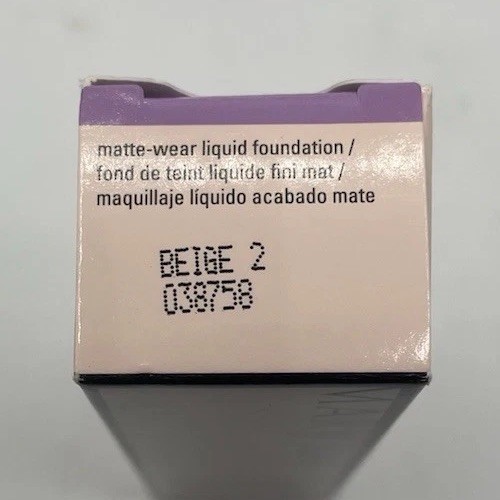 matte-wear liquid foundation /
fond de teint liquide fini mat /
maquillaje líquido acabado mate
BEIGE 2
038758